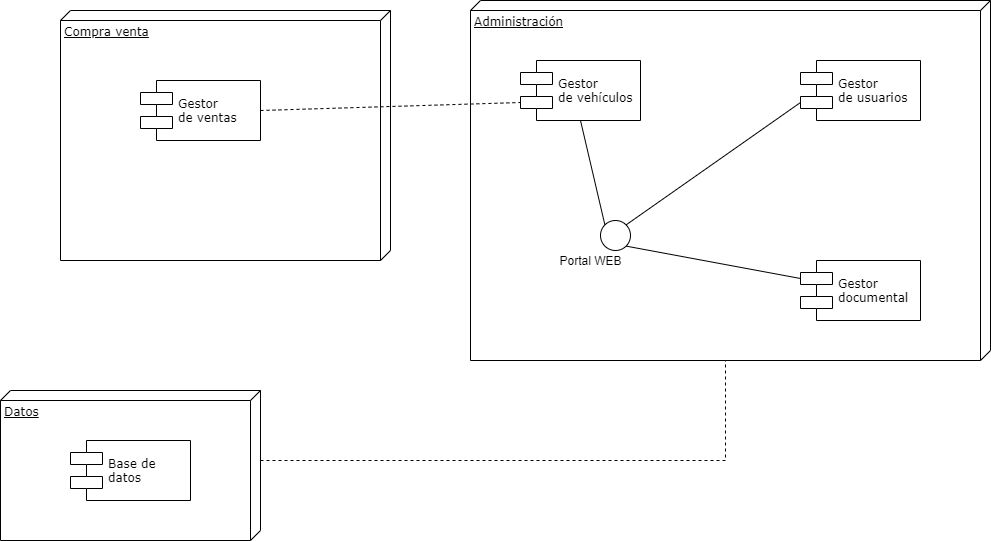 Compra venta
Gestor
de ventas
Administración
Gestor
de vehículos
Gestor
de usuarios
Portal WEB
Gestor
documental
Datos
Base de
datos